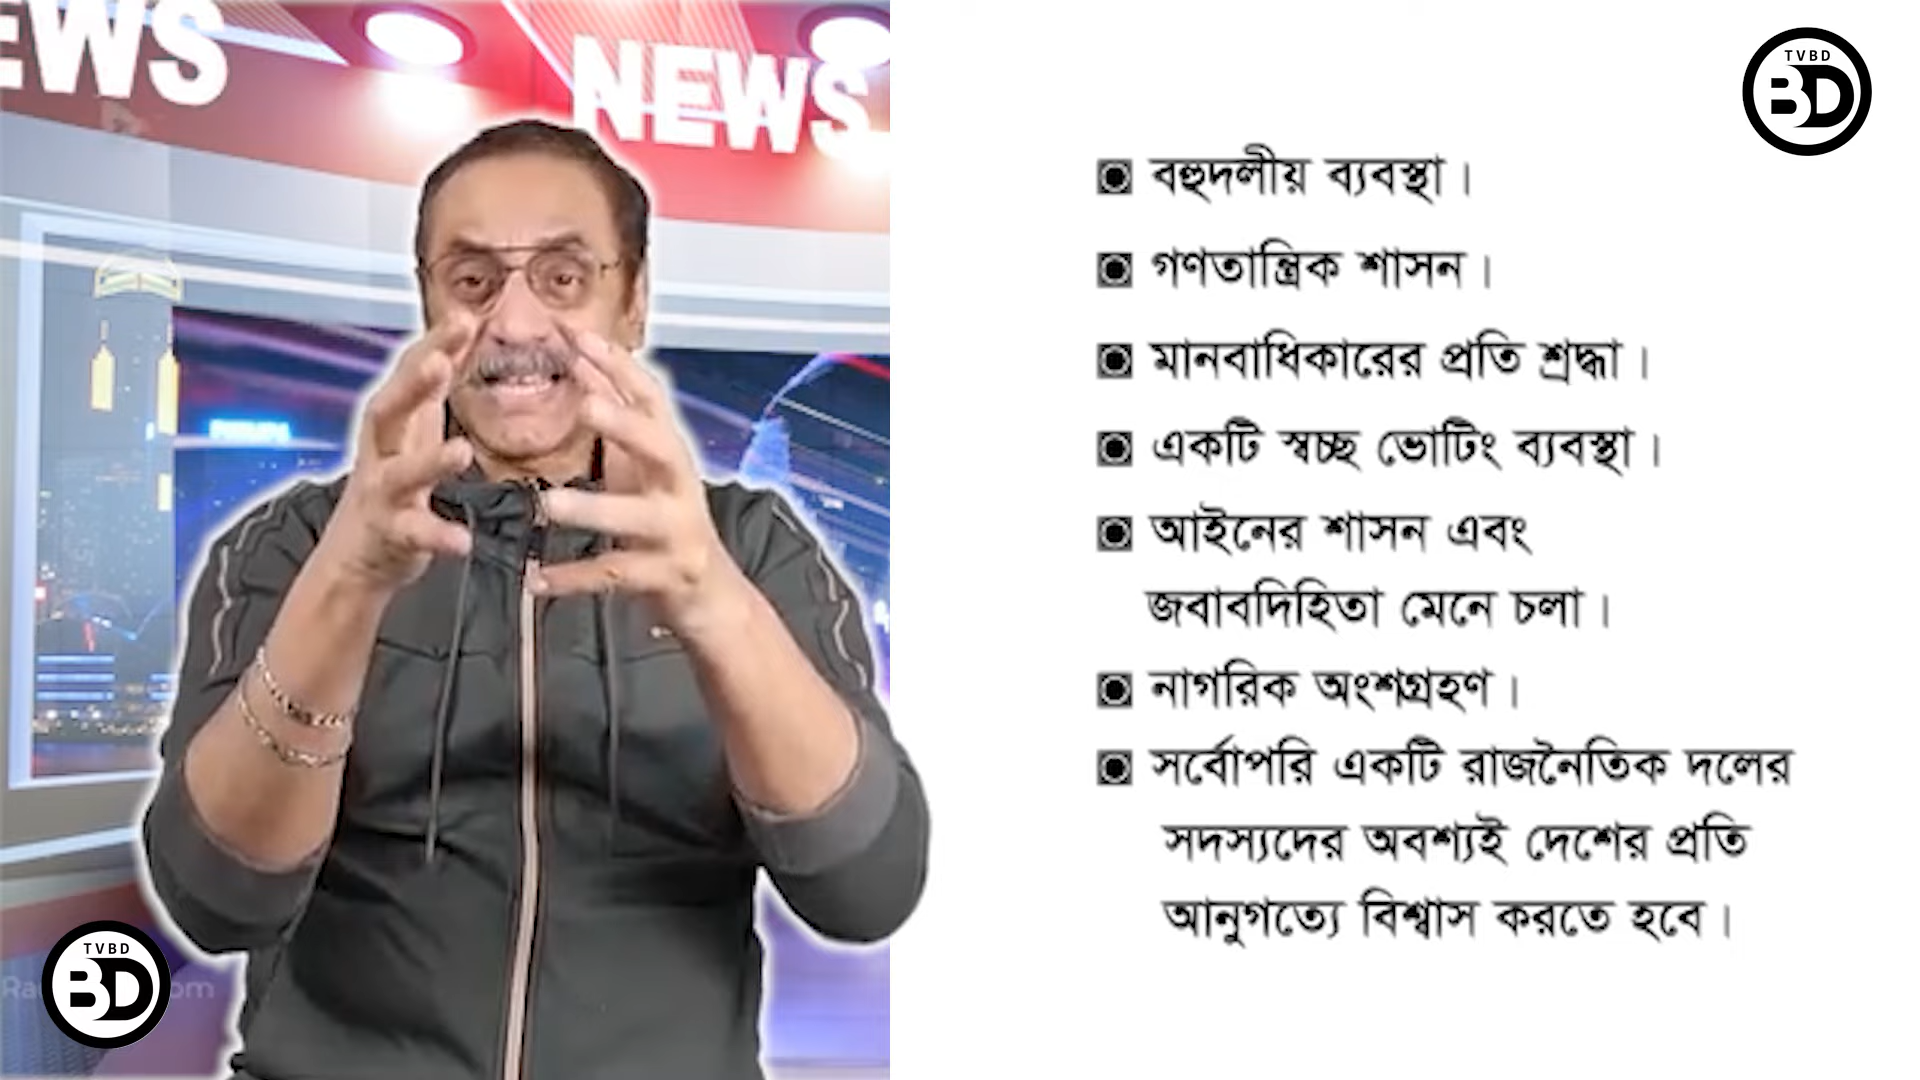 EWS
NEWS
TVBD
BD
◙ বহুদলীয় ব্যবস্থা।
◙ গণতান্ত্রিক শাসন।
◙ মানবাধিকারের প্রতি শ্রদ্ধা।
◙ একটি স্বচ্ছ ভোটিং ব্যবস্থা।
◙ আইনের শাসন এবং
জবাবদিহিতা মেনে চলা।
◙ নাগরিক অংশগ্রহণ।
◙ সর্বোপরি একটি রাজনৈতিক দলের
সদস্যদের অবশ্যই দেশের প্রতি
আনুগত্যে বিশ্বাস করতে হবে।
TVBD
BD